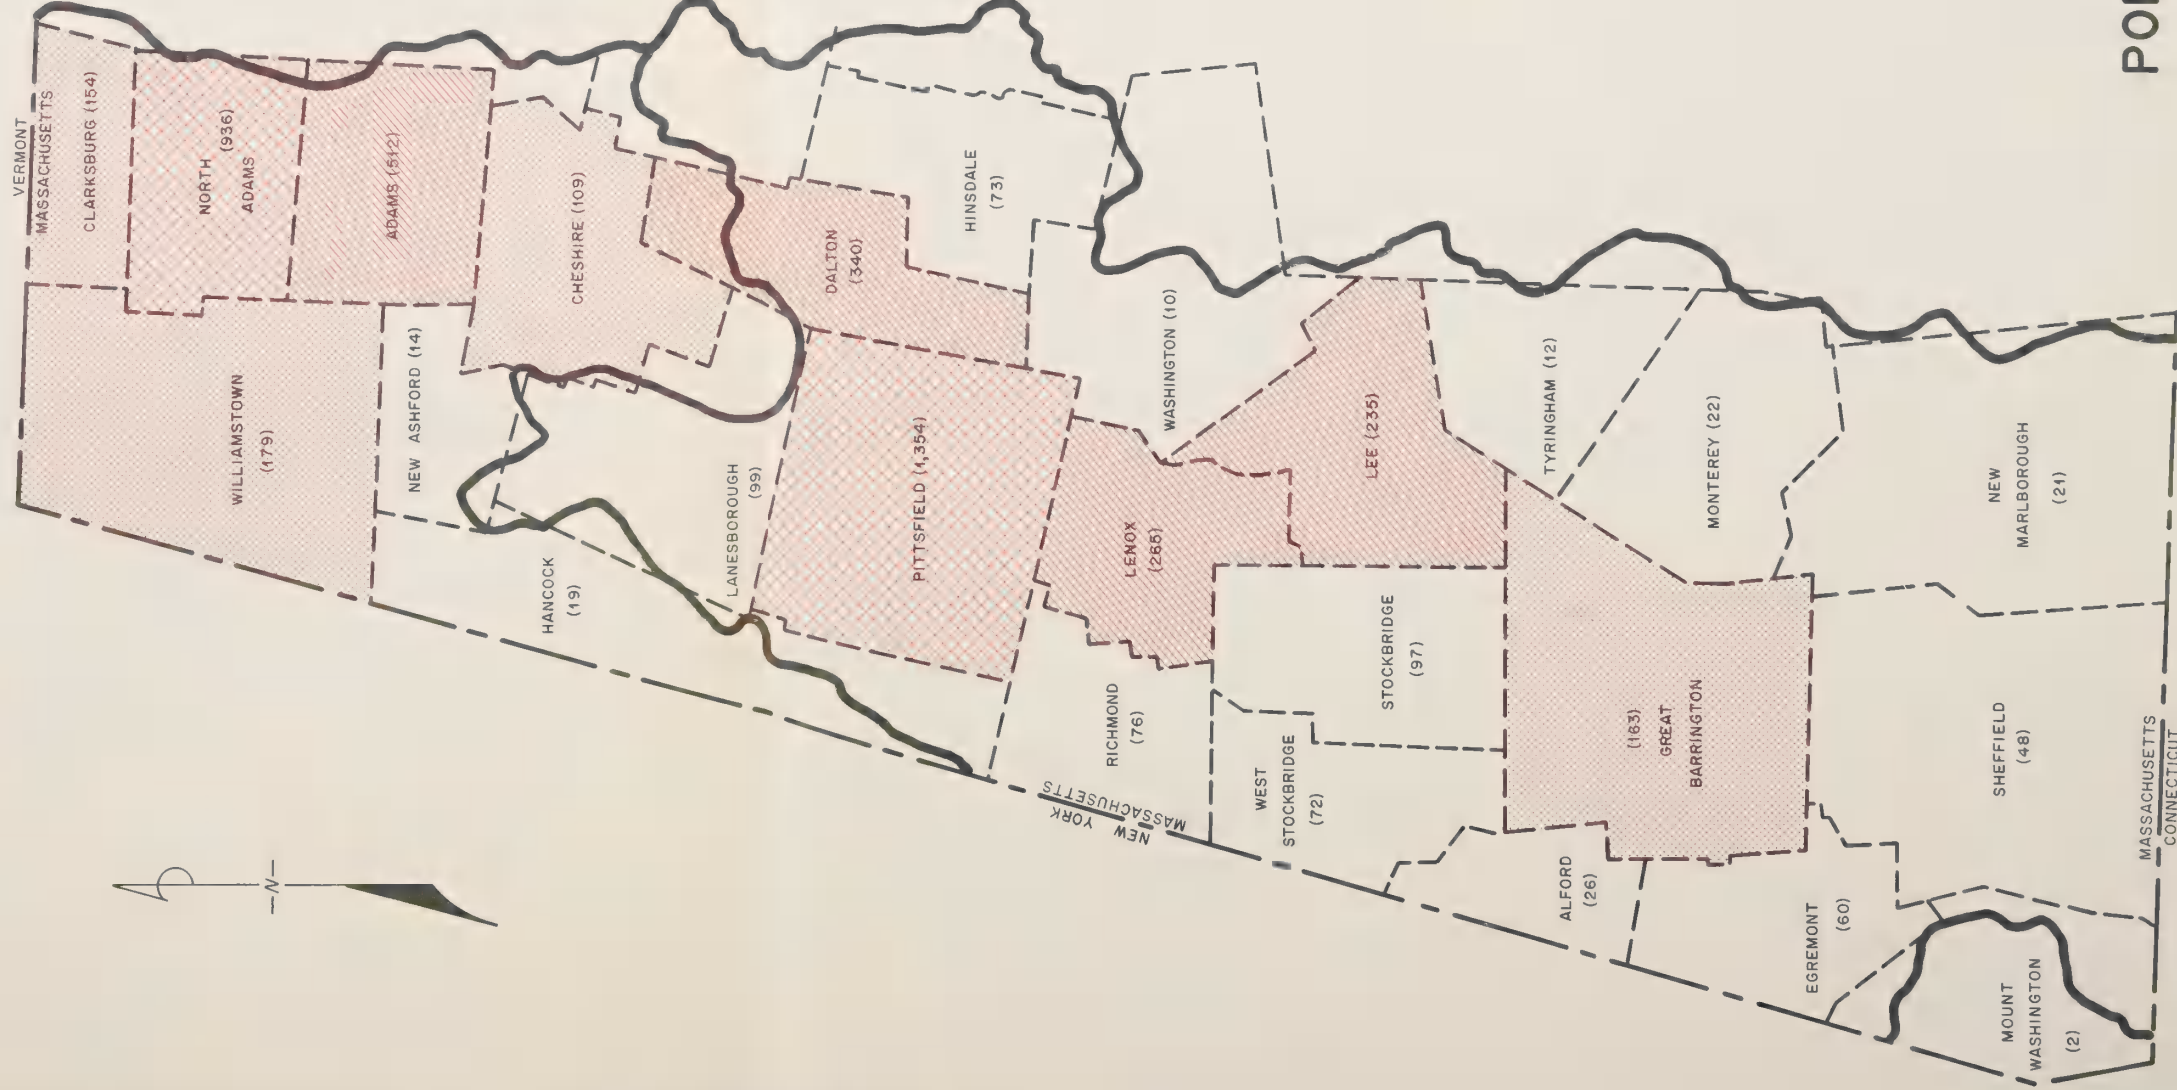 VERMONT
MASSACHUSETTS
CLARKSBURG (154)
NORTH
ADAMS
(936)
ADAMS (512)
WILLIAMSTOWN
(179)
NEW ASHFORD (14)
CHESHIRE (109)
HANCOCK
(19)
LANESBOROUGH
(99)
DALTON
(340)
HINSDALE
(73)
PITTSFIELD (1,354)
WASHINGTON (10)
LENOX
(265)
RICHMOND
(76)
NEW YORK
MASSACHUSETTS
LEE (235)
STOCKBRIDGE
(97)
WEST
STOCKBRIDGE
(72)
TYRINGHAM (12)
MONTEREY (22)
(163)
GREAT
BARRINGTON
ALFORD
(26)
EGREMONT
(60)
NEW
MARLBOROUGH
(21)
SHEFFIELD
(48)
MOUNT
WASHINGTON
(2)
MASSACHUSETTS
CONNECTICUT
N